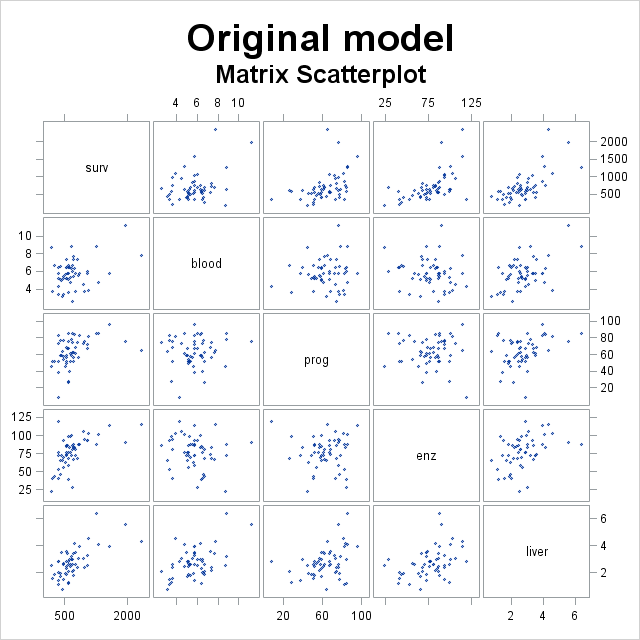 Original model
Matrix Scatterplot
4 6 8 10 25 75 125
surv 2000
1500
1000
500
10 blood
8
6
4
prog 100
80
60
40
20
125 enz
100
75
50
25
liver 6
4
2
500 2000 20 60 100 2 4 6